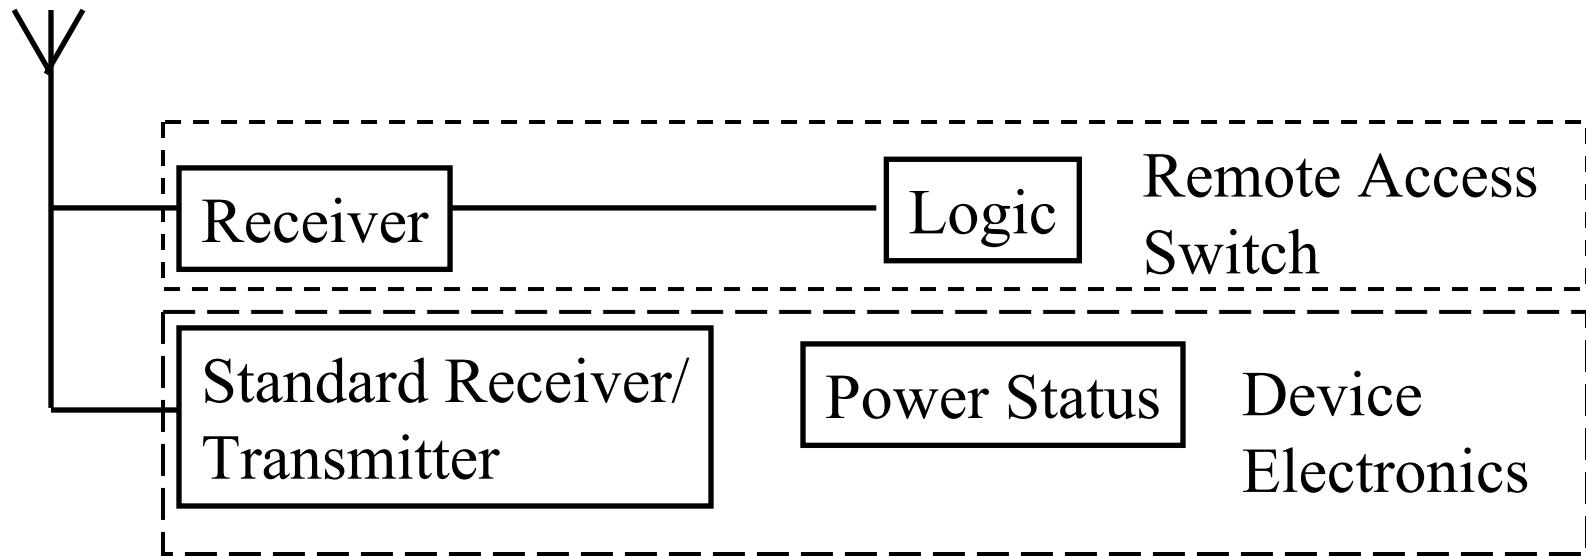 Receiver
Logic
Remote Access
Switch
Standard Receiver/
Transmitter
Power Status
Device
Electronics